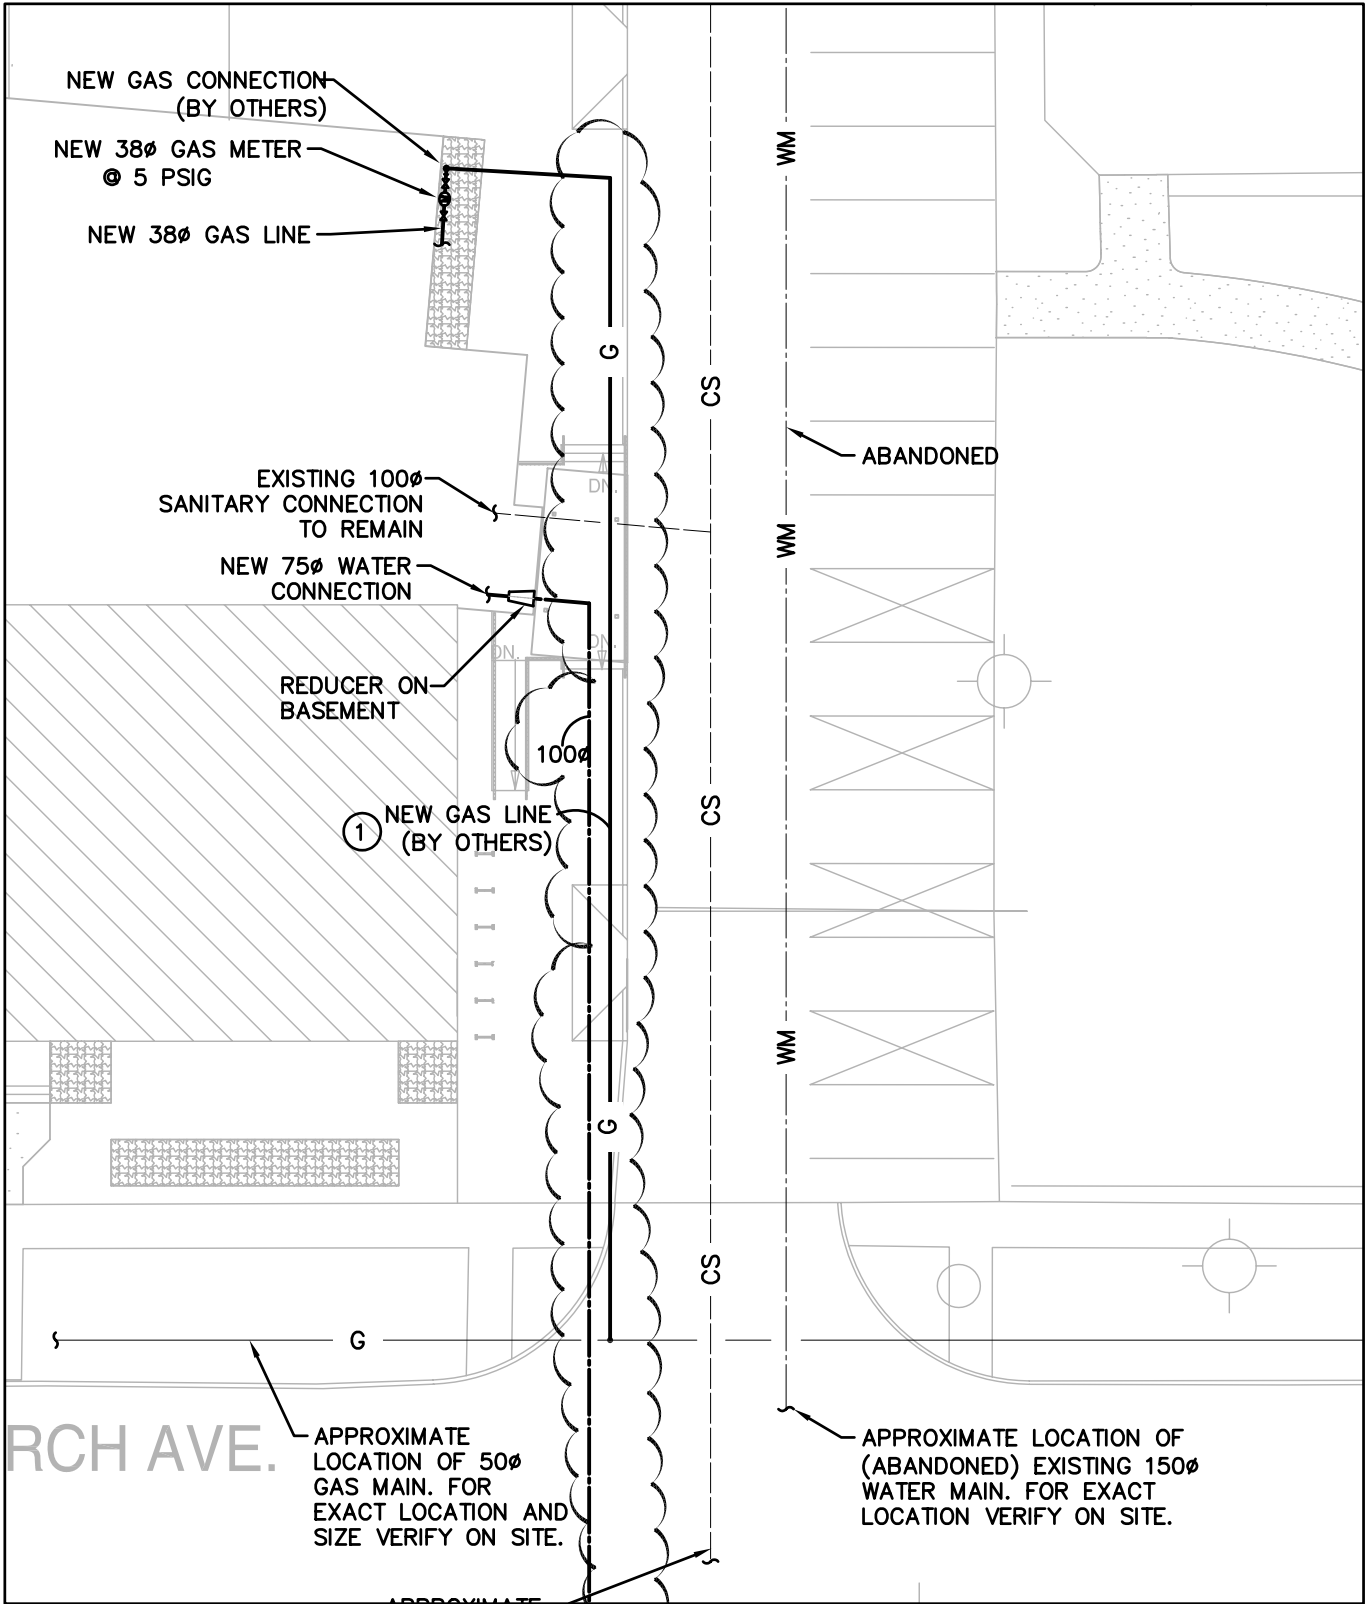 NEW GAS CONNECTION
(BY OTHERS)
NEW 38ø GAS METER
@ 5 PSIG
NEW 38ø GAS LINE
WM
G
CS
ABANDONED
EXISTING 100ø
SANITARY CONNECTION
TO REMAIN
DN.
WM
NEW 75ø WATER
CONNECTION
DN.
DN.
REDUCER ON
BASEMENT
100ø
CS
1
NEW GAS LINE
(BY OTHERS)
WM
G
CS
G
RCH AVE.
APPROXIMATE
LOCATION OF 50ø
GAS MAIN. FOR
EXACT LOCATION AND
SIZE VERIFY ON SITE.
APPROXIMATE LOCATION OF
(ABANDONED) EXISTING 150ø
WATER MAIN. FOR EXACT
LOCATION VERIFY ON SITE.
APPROXIMATE